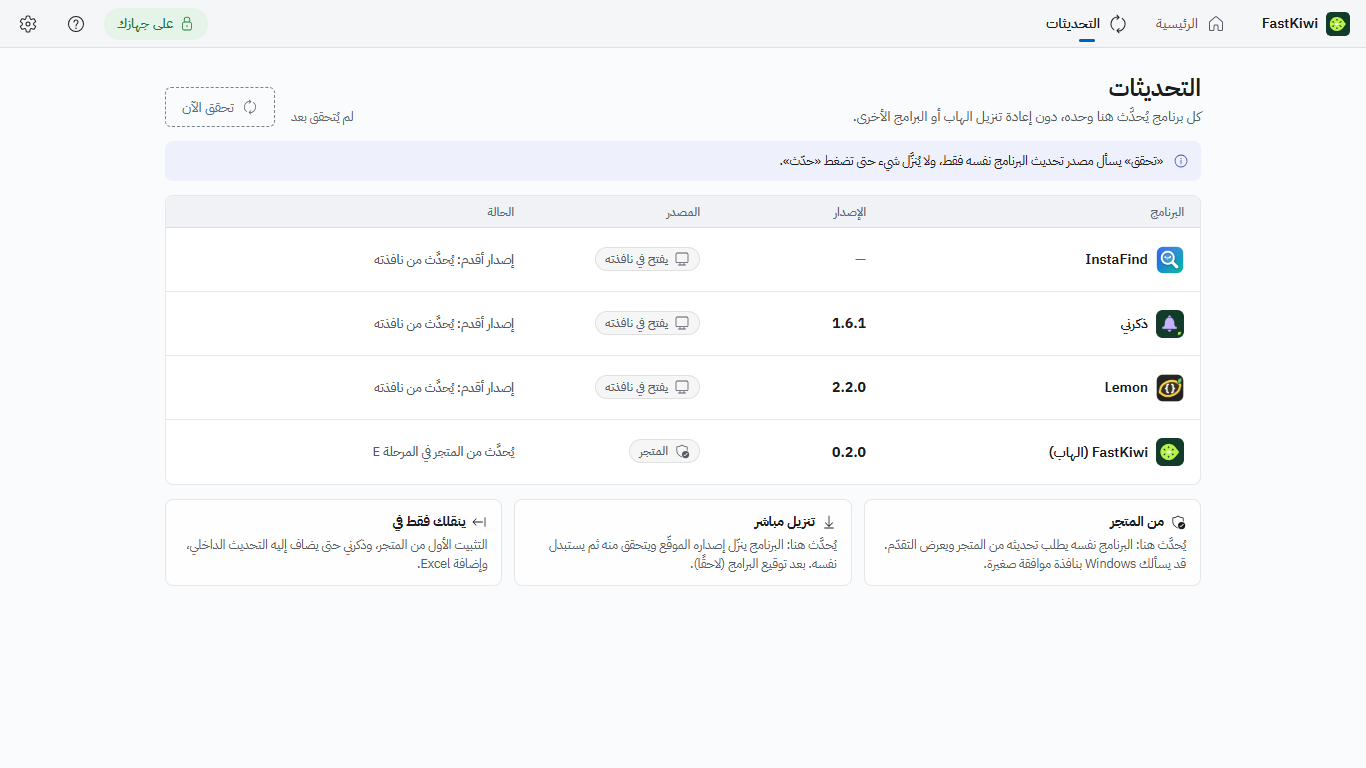 FastKiwi
الرئيسية
التحديثات
على جهازك
التحديثات
كل برنامج يُحدَّث هنا وحده، دون إعادة تنزيل الهاب أو البرامج الأخرى.
لم يُتحقق بعد
تحقق الآن
«تحقق» يسأل مصدر تحديث البرنامج نفسه فقط، ولا يُنزَّل شيء حتى تضغط «حدّث».
البرنامج الإصدار المصدر الحالة
InstaFind — يفتح في نافذته إصدار أقدم: يُحدَّث من نافذته
ذكرني 1.6.1 يفتح في نافذته إصدار أقدم: يُحدَّث من نافذته
Lemon 2.2.0 يفتح في نافذته إصدار أقدم: يُحدَّث من نافذته
FastKiwi (الهاب) 0.2.0 المتجر يُحدَّث من المتجر في المرحلة E
من المتجر
يُحدَّث هنا: البرنامج نفسه يطلب تحديثه من المتجر ويعرض التقدّم.
قد يسألك Windows بنافذة موافقة صغيرة.
تنزيل مباشر
يُحدَّث هنا: البرنامج ينزّل إصداره الموقّع ويتحقق منه ثم يستبدل
نفسه. بعد توقيع البرامج (لاحقًا).
ينقلك فقط في
التثبيت الأول من المتجر، وذكرني حتى يضاف إليه التحديث الداخلي،
وإضافة Excel.